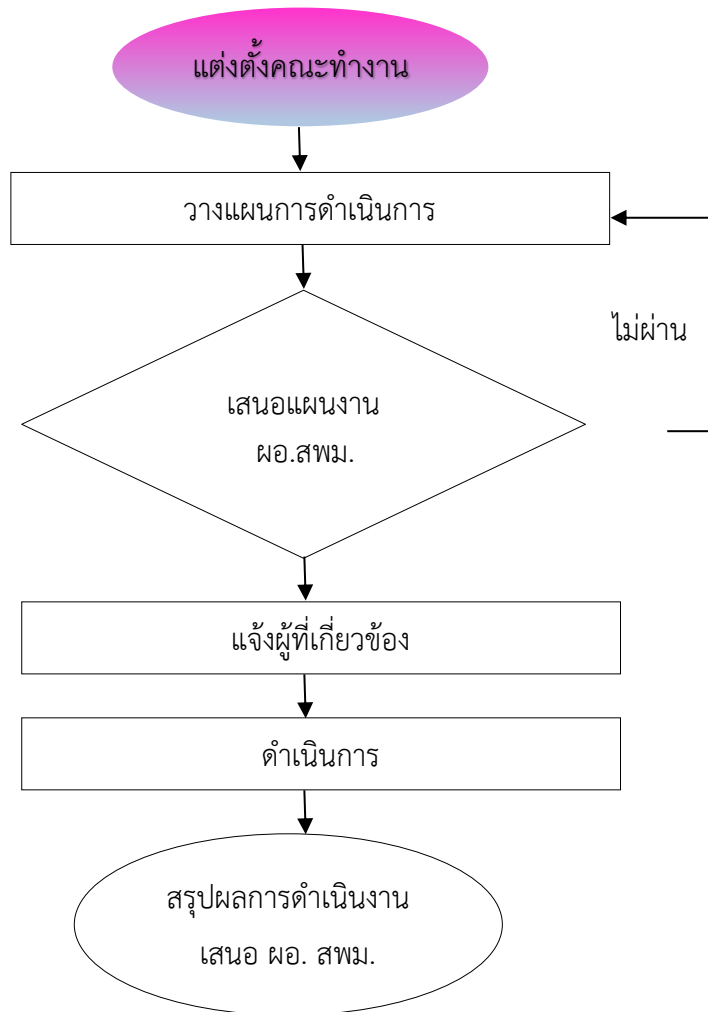 แต่งตั้งคณะทำงาน
วางแผนการดำเนินการ
ไม่ผ่าน
เสนอแผนงาน
ผอ.สพม.
แจ้งผู้ที่เกี่ยวข้อง
ดำเนินการ
สรุปผลการดำเนินงาน
เสนอ ผอ. สพม.